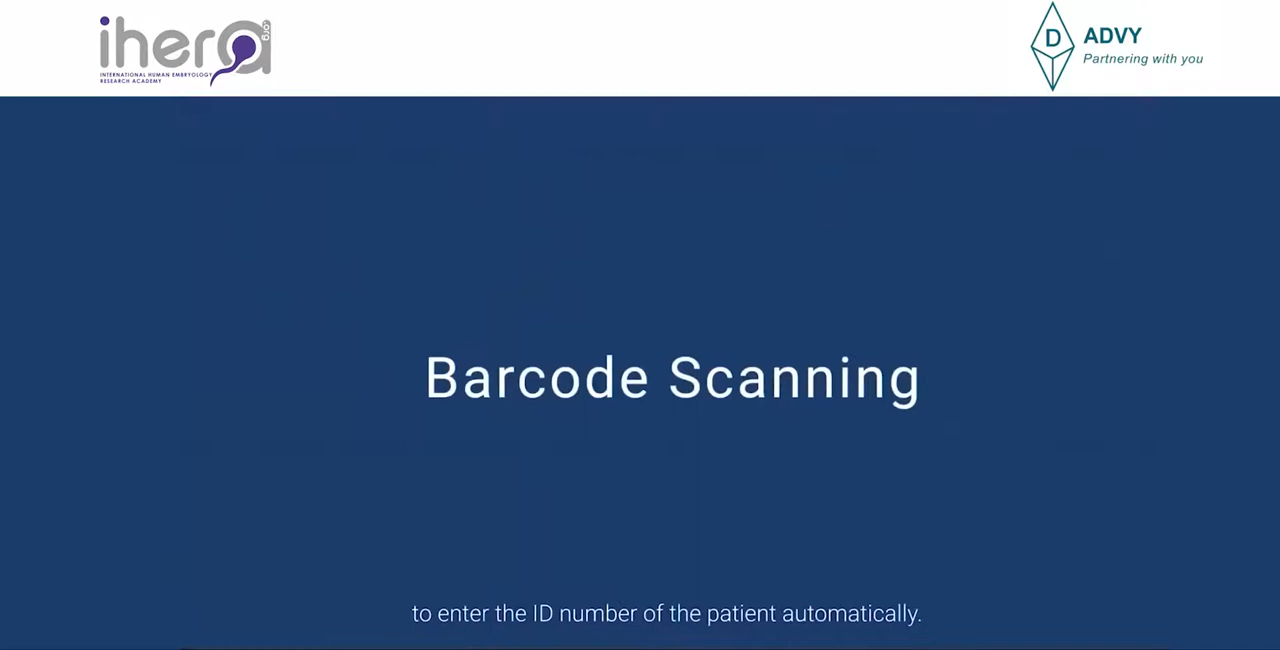 ihera
.org
INTERNATIONAL HUMAN EMBRYOLOGY
RESEARCH ACADEMY
D
ADVY
Partnering with you
Barcode Scanning
to enter the ID number of the patient automatically.